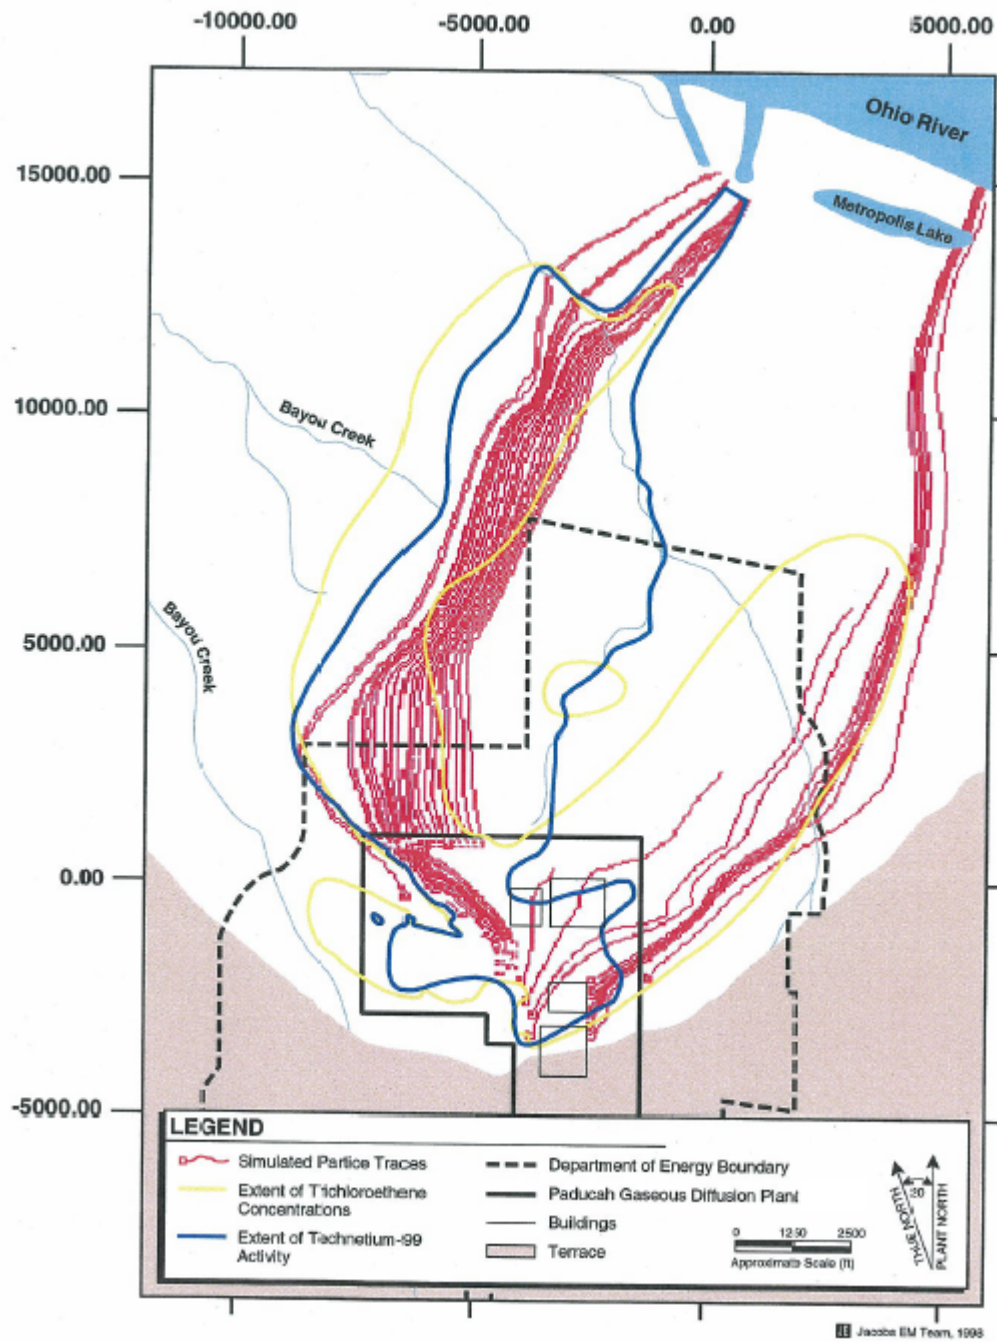 -10000.00 -5000.00 0.00 5000.00
Ohio River
15000.00
Metropolis Lake
10000.00
Bayou Creek
5000.00
Bayou Creek
0.00
-5000.00
LEGEND
Simulated Partice Traces
Extent of Trichloroethene
Concentrations
Extent of Technetium-99
Activity
Department of Energy Boundary
Paducah Gaseous Diffusion Plant
Buildings
Terrace
0 1250 2500
Approximate Scale (ft)
20
TRUE NORTH
PLANT NORTH
Jacobs EM Team, 1998